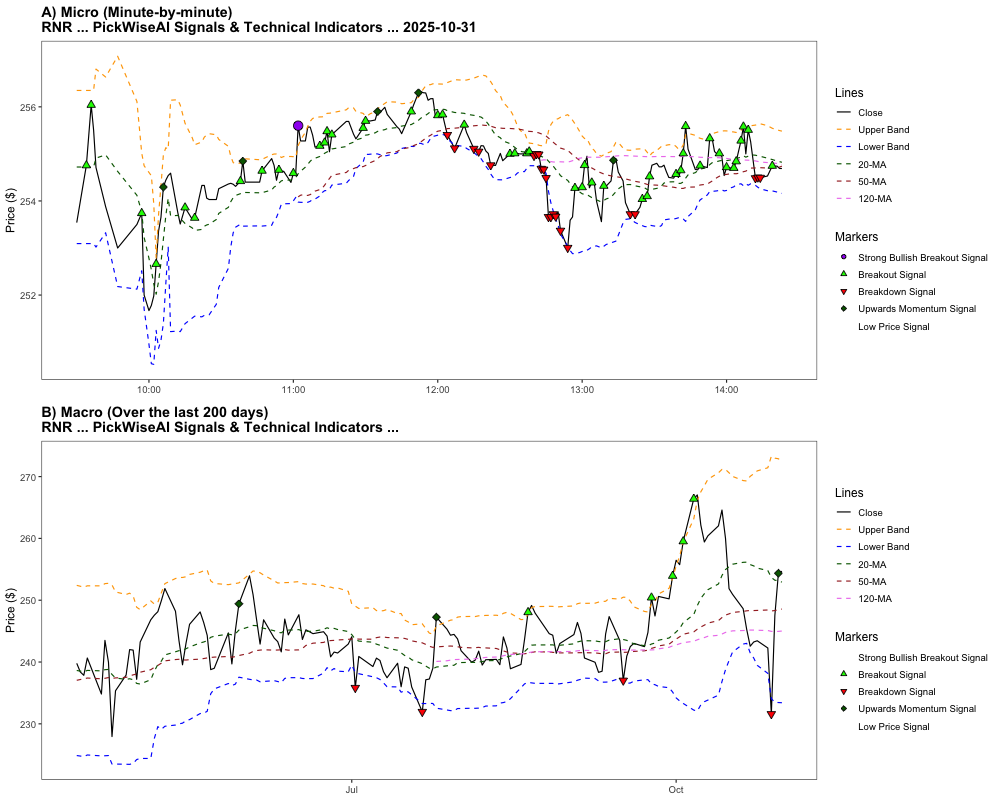 A) Micro (Minute-by-minute)
RNR ... PickWiseAI Signals & Technical Indicators ... 2025-10-31
Price ($)
256
254
252
10:00
11:00
12:00
13:00
14:00
Lines
Close
Upper Band
Lower Band
20-MA
50-MA
120-MA
Markers
Strong Bullish Breakout Signal
Breakout Signal
Breakdown Signal
Upwards Momentum Signal
Low Price Signal
B) Macro (Over the last 200 days)
RNR ... PickWiseAI Signals & Technical Indicators ...
Price ($)
270
260
250
240
230
Jul
Oct
Lines
Close
Upper Band
Lower Band
20-MA
50-MA
120-MA
Markers
Strong Bullish Breakout Signal
Breakout Signal
Breakdown Signal
Upwards Momentum Signal
Low Price Signal